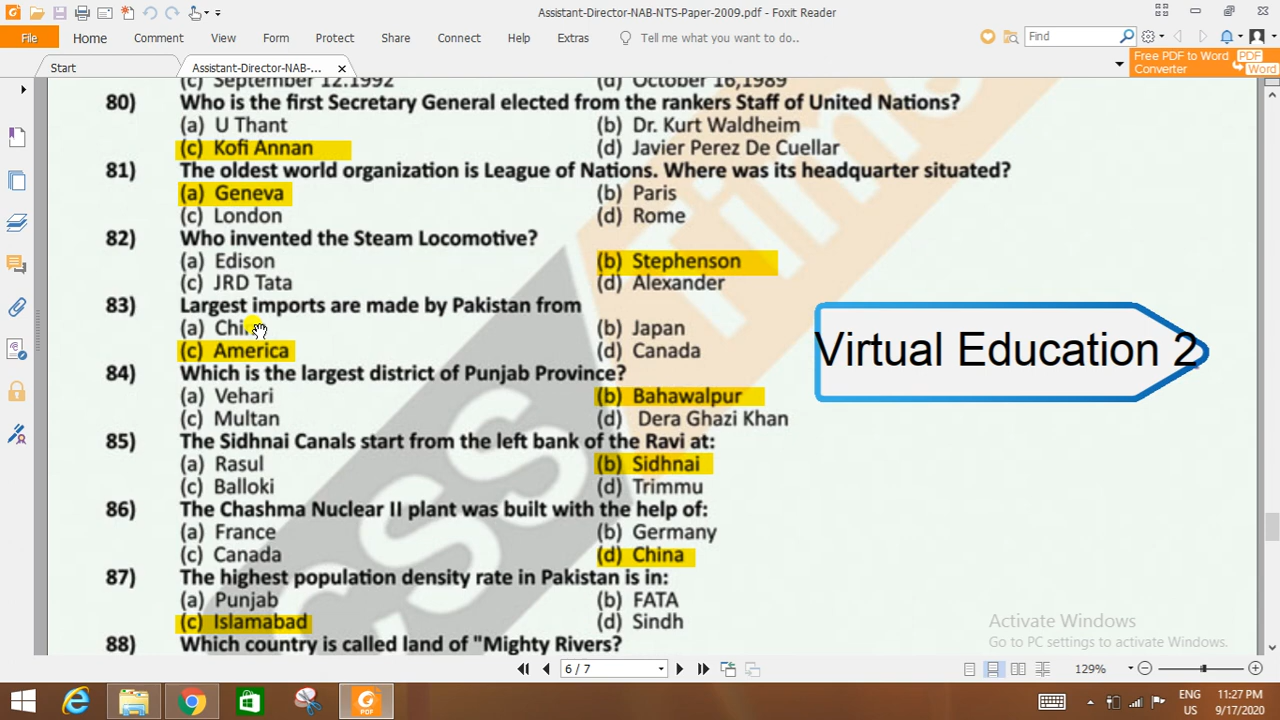 Assistant-Director-NAB-NTS-Paper-2009.pdf - Foxit Reader
File Home Comment View Form Protect Share Connect Help Extras Tell me what you want to do.. Find
Start Assistant-Director-NAB-... Free PDF to Word Converter PDF Word
(c) September 12.1992 (d) October 16,1989
80) Who is the first Secretary General elected from the rankers Staff of United Nations?
(a) U Thant (b) Dr. Kurt Waldheim
(c) Kofi Annan (d) Javier Perez De Cuellar
81) The oldest world organization is League of Nations. Where was its headquarter situated?
(a) Geneva (b) Paris
(c) London (d) Rome
82) Who invented the Steam Locomotive?
(a) Edison (b) Stephenson
(c) JRD Tata (d) Alexander
83) Largest imports are made by Pakistan from
(a) Chi (b) Japan
(c) America (d) Canada
Virtual Education 2
84) Which is the largest district of Punjab Province?
(a) Vehari (b) Bahawalpur
(c) Multan (d) Dera Ghazi Khan
85) The Sidhnai Canals start from the left bank of the Ravi at:
(a) Rasul (b) Sidhnai
(c) Balloki (d) Trimmu
86) The Chashma Nuclear II plant was built with the help of:
(a) France (b) Germany
(c) Canada (d) China
87) The highest population density rate in Pakistan is in:
(a) Punjab (b) FATA
(c) Islamabad (d) Sindh
88) Which country is called land of "Mighty Rivers?
CSS Times
Activate Windows
Go to PC settings to activate Windows.
6 / 7 129%
ENG 11:27 PM
US 9/17/2020